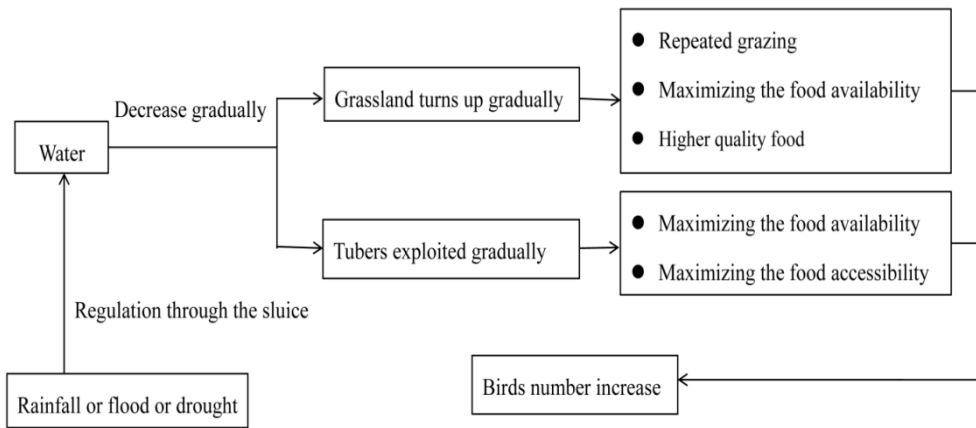 Repeated grazing
Maximizing the food availability
Higher quality food
Grassland turns up gradually
Decrease gradually
Water
Tubers exploited gradually
Maximizing the food availability
Maximizing the food accessibility
Regulation through the sluice
Rainfall or flood or drought
Birds number increase